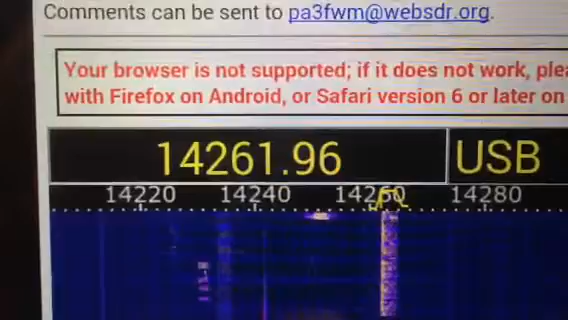 Comments can be sent to pa3fwm@websdr.org.
Your browser is not supported; if it does not work, 
with Firefox on Android, or Safari version 6 or later on
14261.96 USB
14220 14240 14260 14280